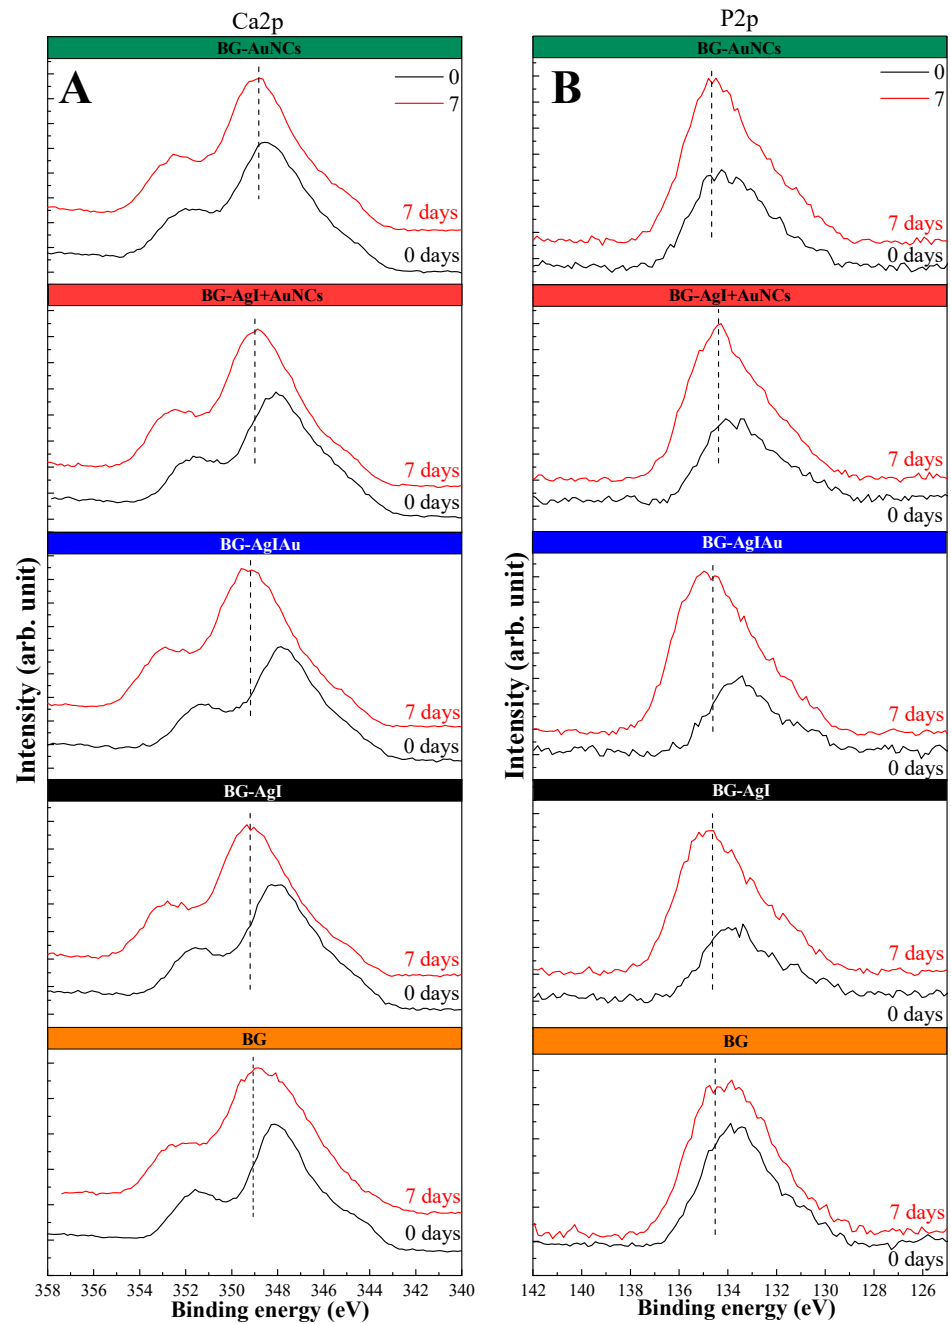 Ca2p
BG-AuNCs
A
0
7
7 days
0 days
BG-AgI+AuNCs
7 days
0 days
BG-AgIAu
7 days
0 days
BG-AgI
7 days
0 days
BG
7 days
0 days
358 356 354 352 350 348 346 344 342 340
Binding energy (eV)
Intensity (arb. unit)
P2p
BG-AuNCs
B
0
7
7 days
0 days
BG-AgI+AuNCs
7 days
0 days
BG-AgIAu
7 days
0 days
BG-AgI
7 days
0 days
BG
7 days
0 days
142 140 138 136 134 132 130 128 126
Binding energy (eV)
Intensity (arb. unit)